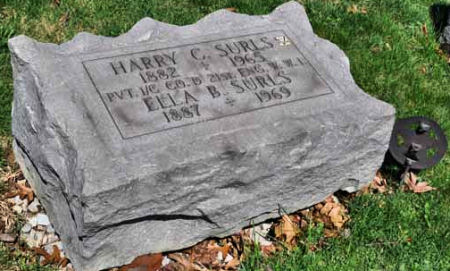 HARRY C. SURLS
1882 ✢ 1963
PVT. 1/C CO. D 21ST. ENG. W.W.I
ELLA B. SURLS
1887 ÷ 1969